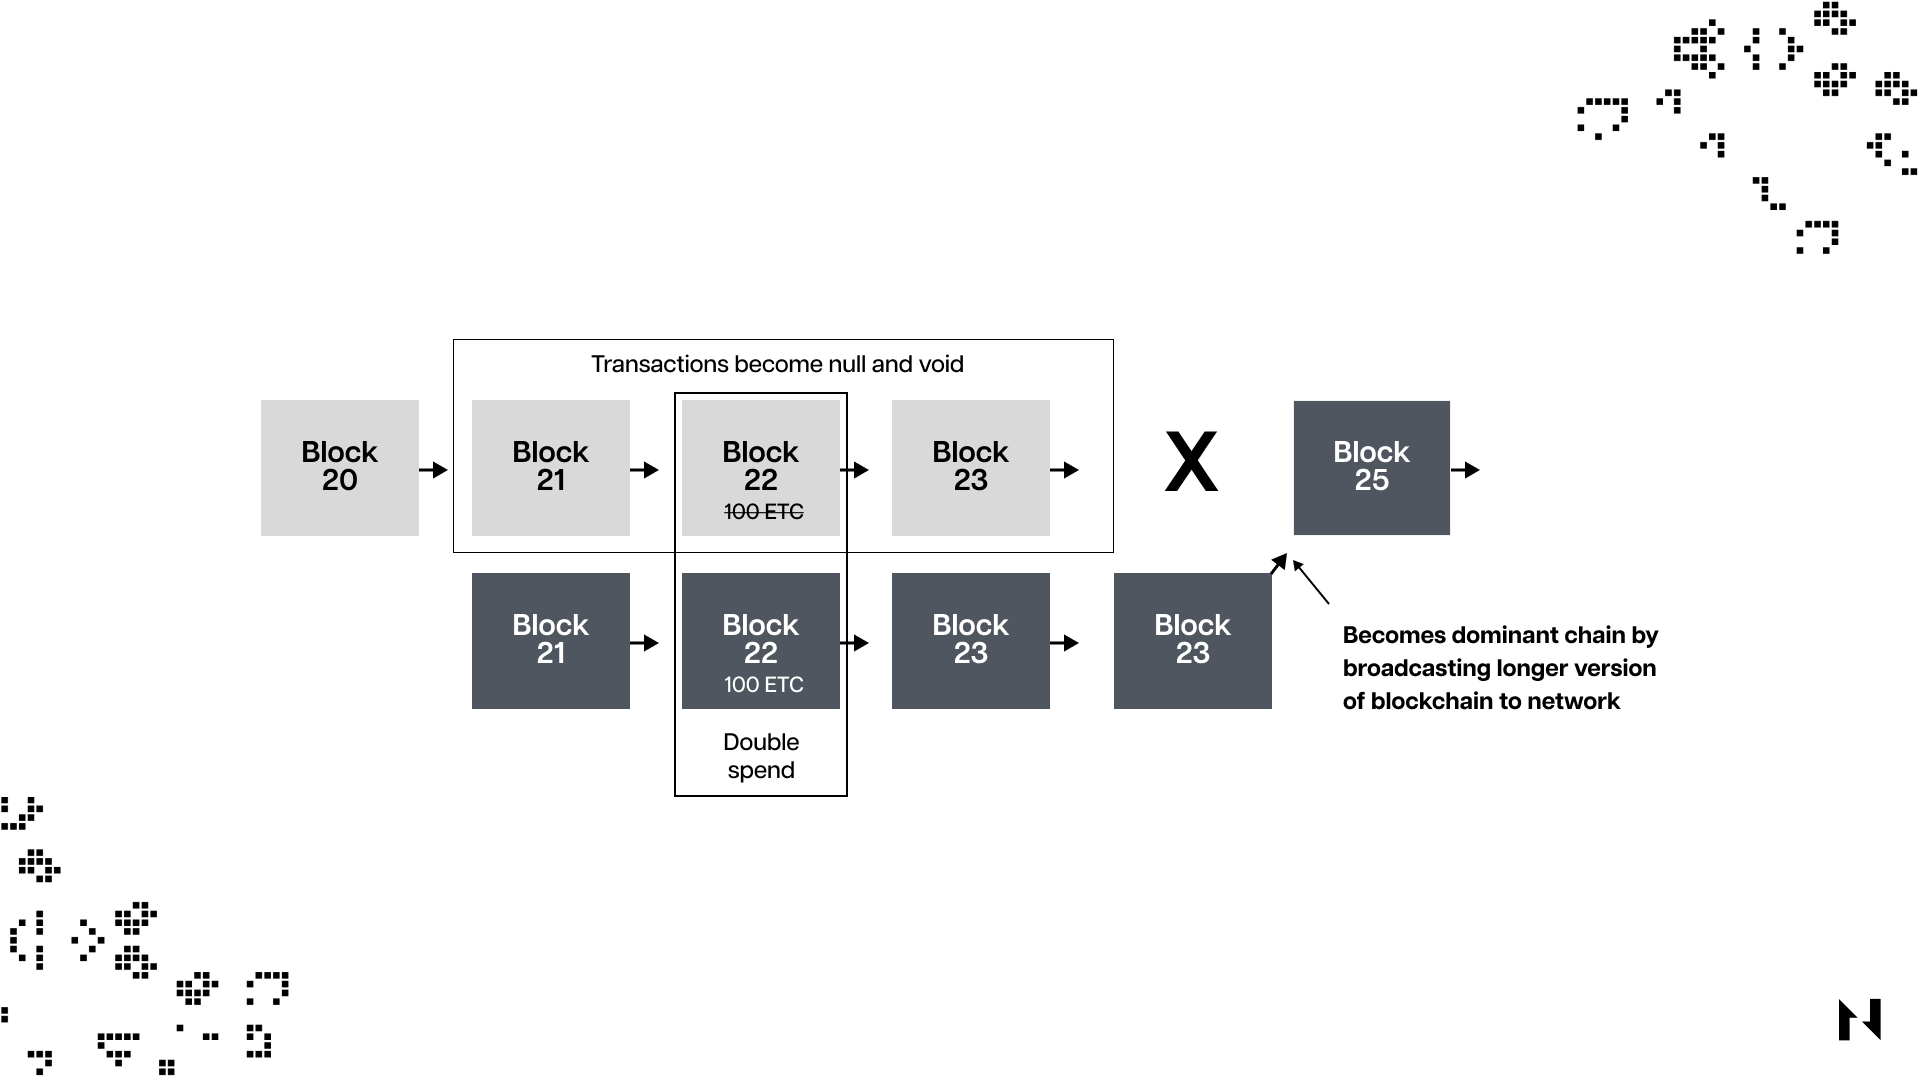 Transactions become null and void
Block
20
Block
21
Block
22
100 ETC
Block
23
X
Block
25
Block
21
Block
22
100 ETC
Block
23
Block
23
Double
spend
Becomes dominant chain by
broadcasting longer version
of blockchain to network